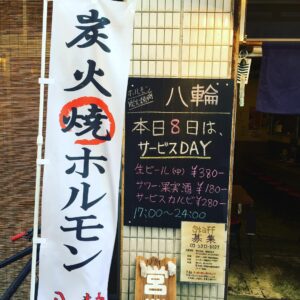 炭火焼ホルモン
八輪
本日8日は、
サービスDAY
生ビール(中)¥380-
サワー果実酒¥180-
サービスカルビ¥280-
17:00〜24:00
Staff
募集
営